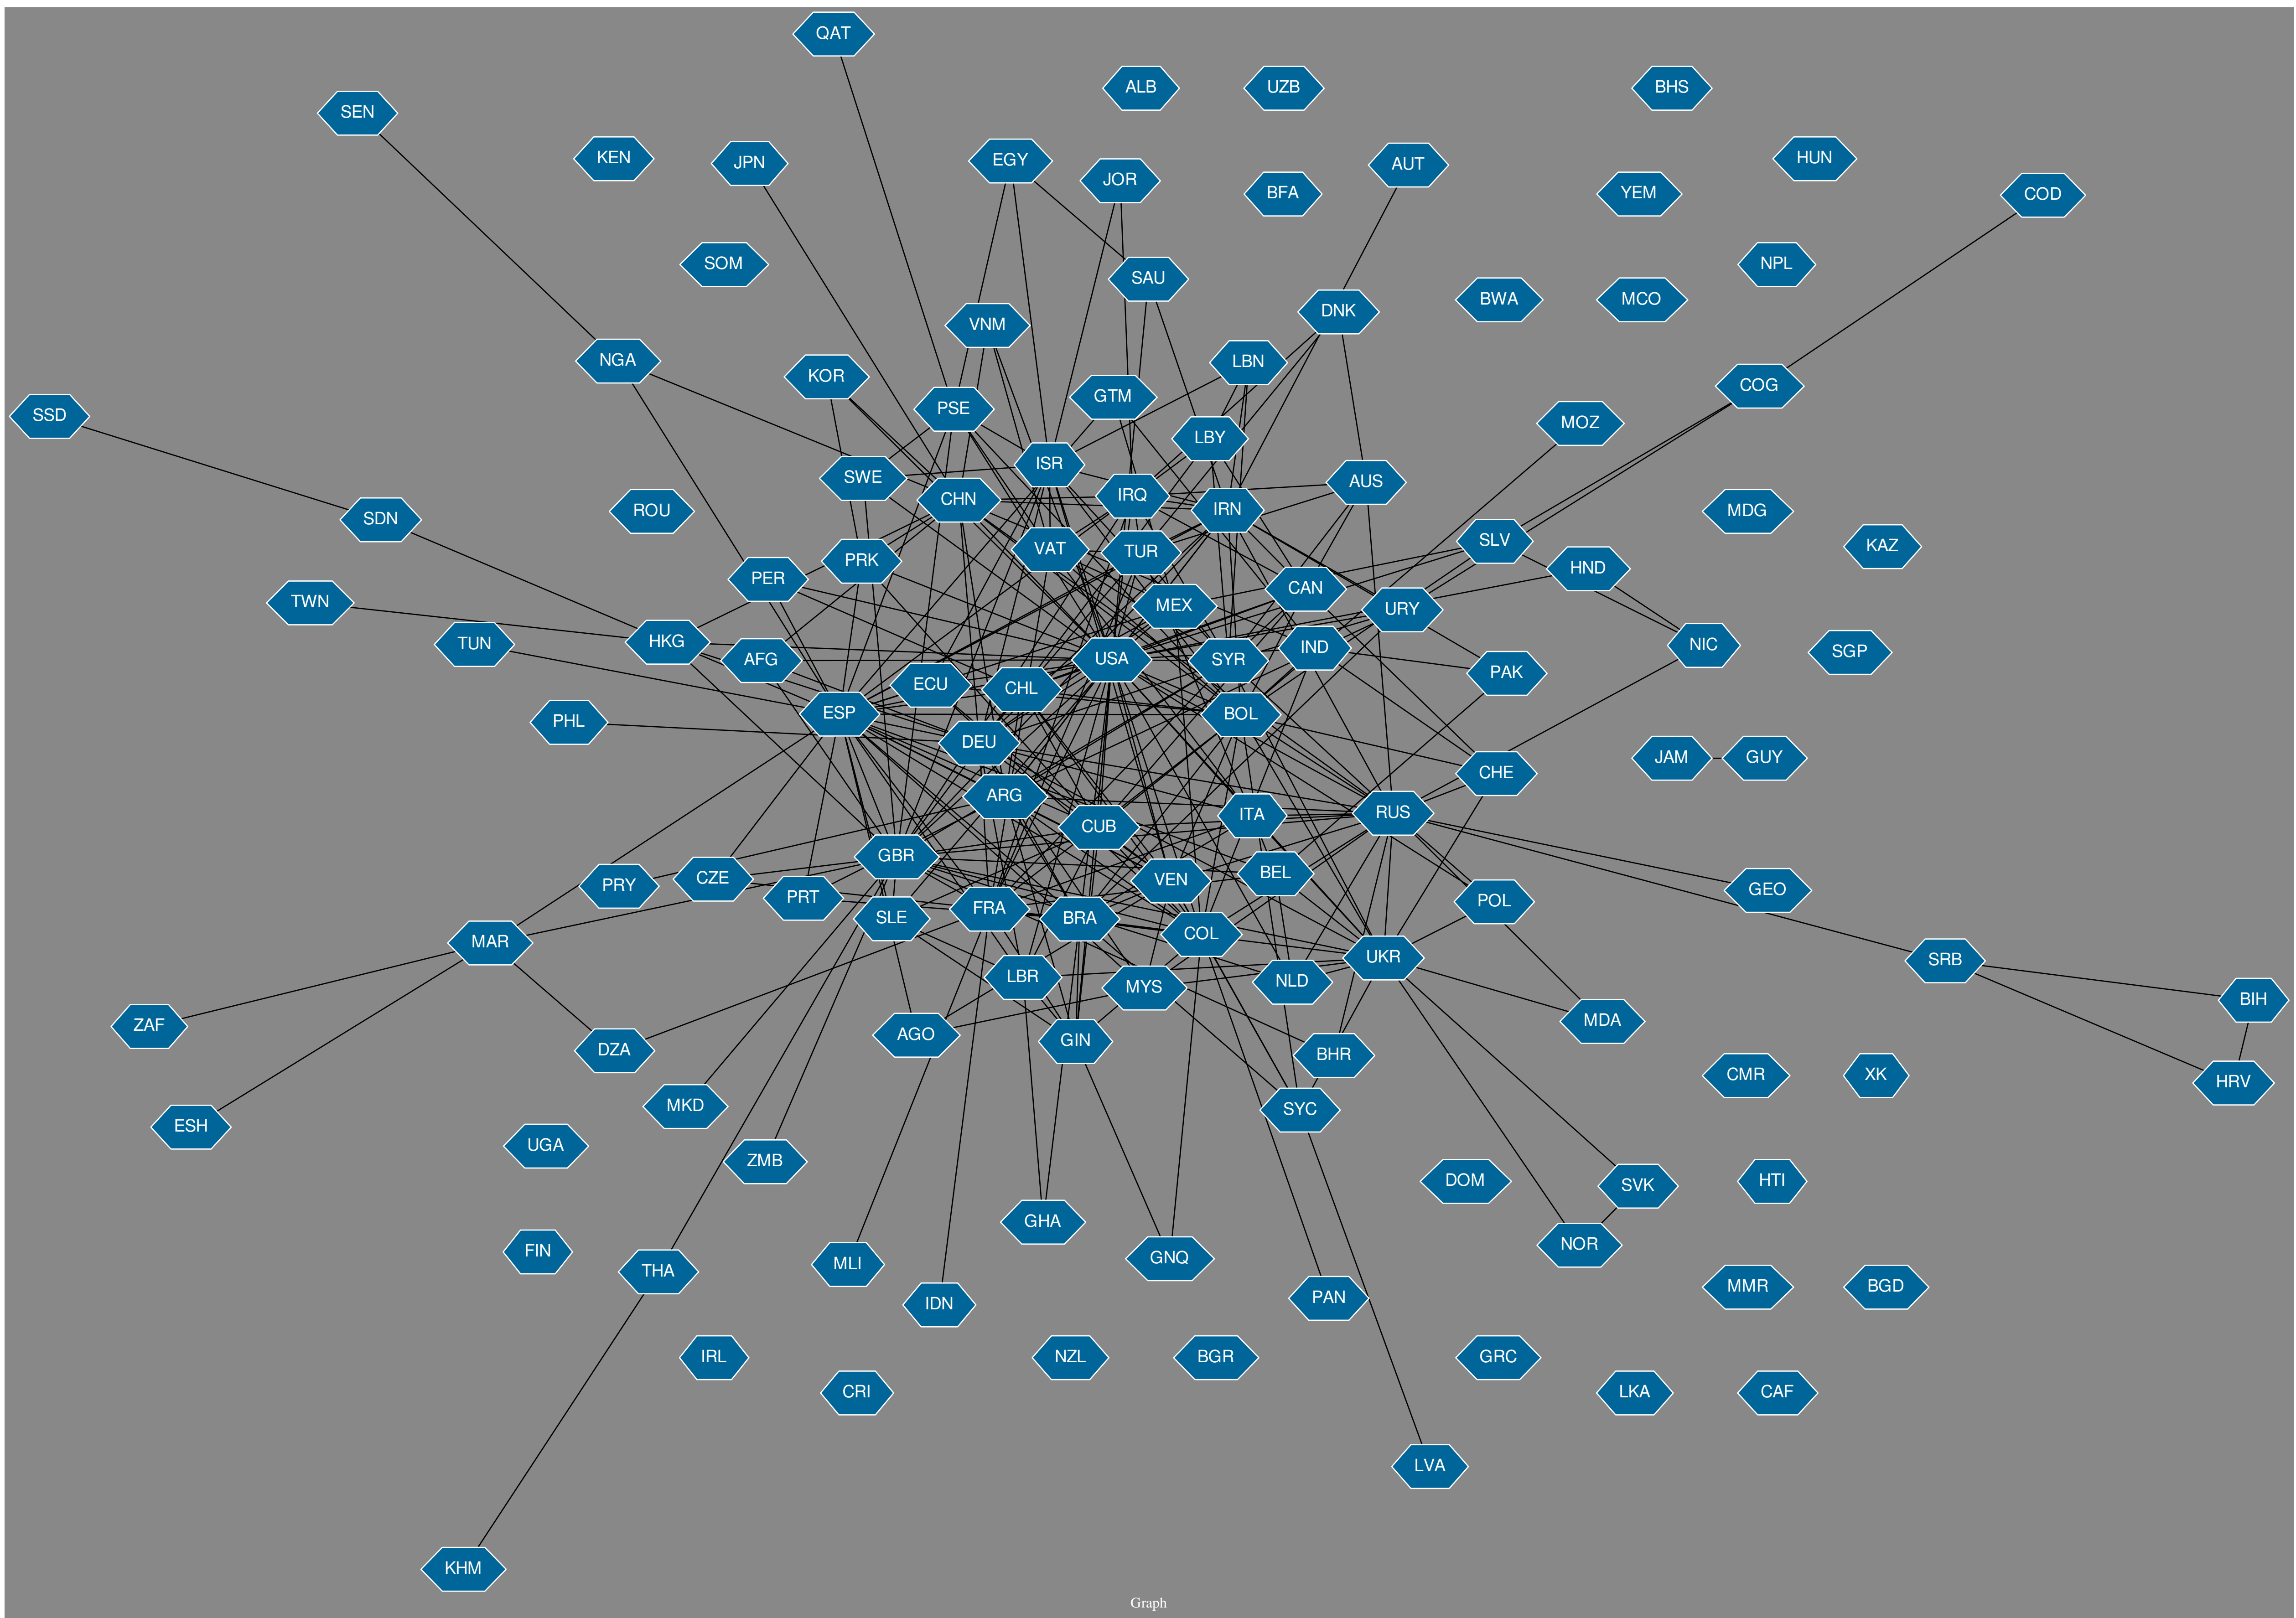 QAT
ALB
UZB
BHS
SEN
KEN
JPN
EGY
JOR
AUT
HUN
BFA
YEM
COD
SOM
SAU
NPL
BWA
MCO
DNK
VNM
NGA
KOR
LBN
COG
GTM
PSE
SSD
MOZ
LBY
ISR
SWE
AUS
IRQ
CHN
IRN
ROU
MDG
SDN
SLV
KAZ
VAT
TUR
PRK
HND
PER
CAN
TWN
MEX
URY
TUN
HKG
NIC
IND
SGP
AFG
USA
SYR
PAK
ECU
CHL
ESP
BOL
PHL
DEU
JAM
GUY
CHE
ARG
RUS
ITA
CUB
GBR
BEL
CZE
VEN
PRY
GEO
PRT
POL
FRA
SLE
BRA
COL
MAR
UKR
SRB
LBR
NLD
MYS
BIH
MDA
ZAF
AGO
GIN
DZA
BHR
CMR
XK
HRV
MKD
SYC
ESH
UGA
ZMB
DOM
HTI
SVK
GHA
NOR
FIN
GNQ
MLI
THA
MMR
BGD
PAN
IDN
IRL
NZL
BGR
GRC
CRI
LKA
CAF
LVA
KHM
Graph